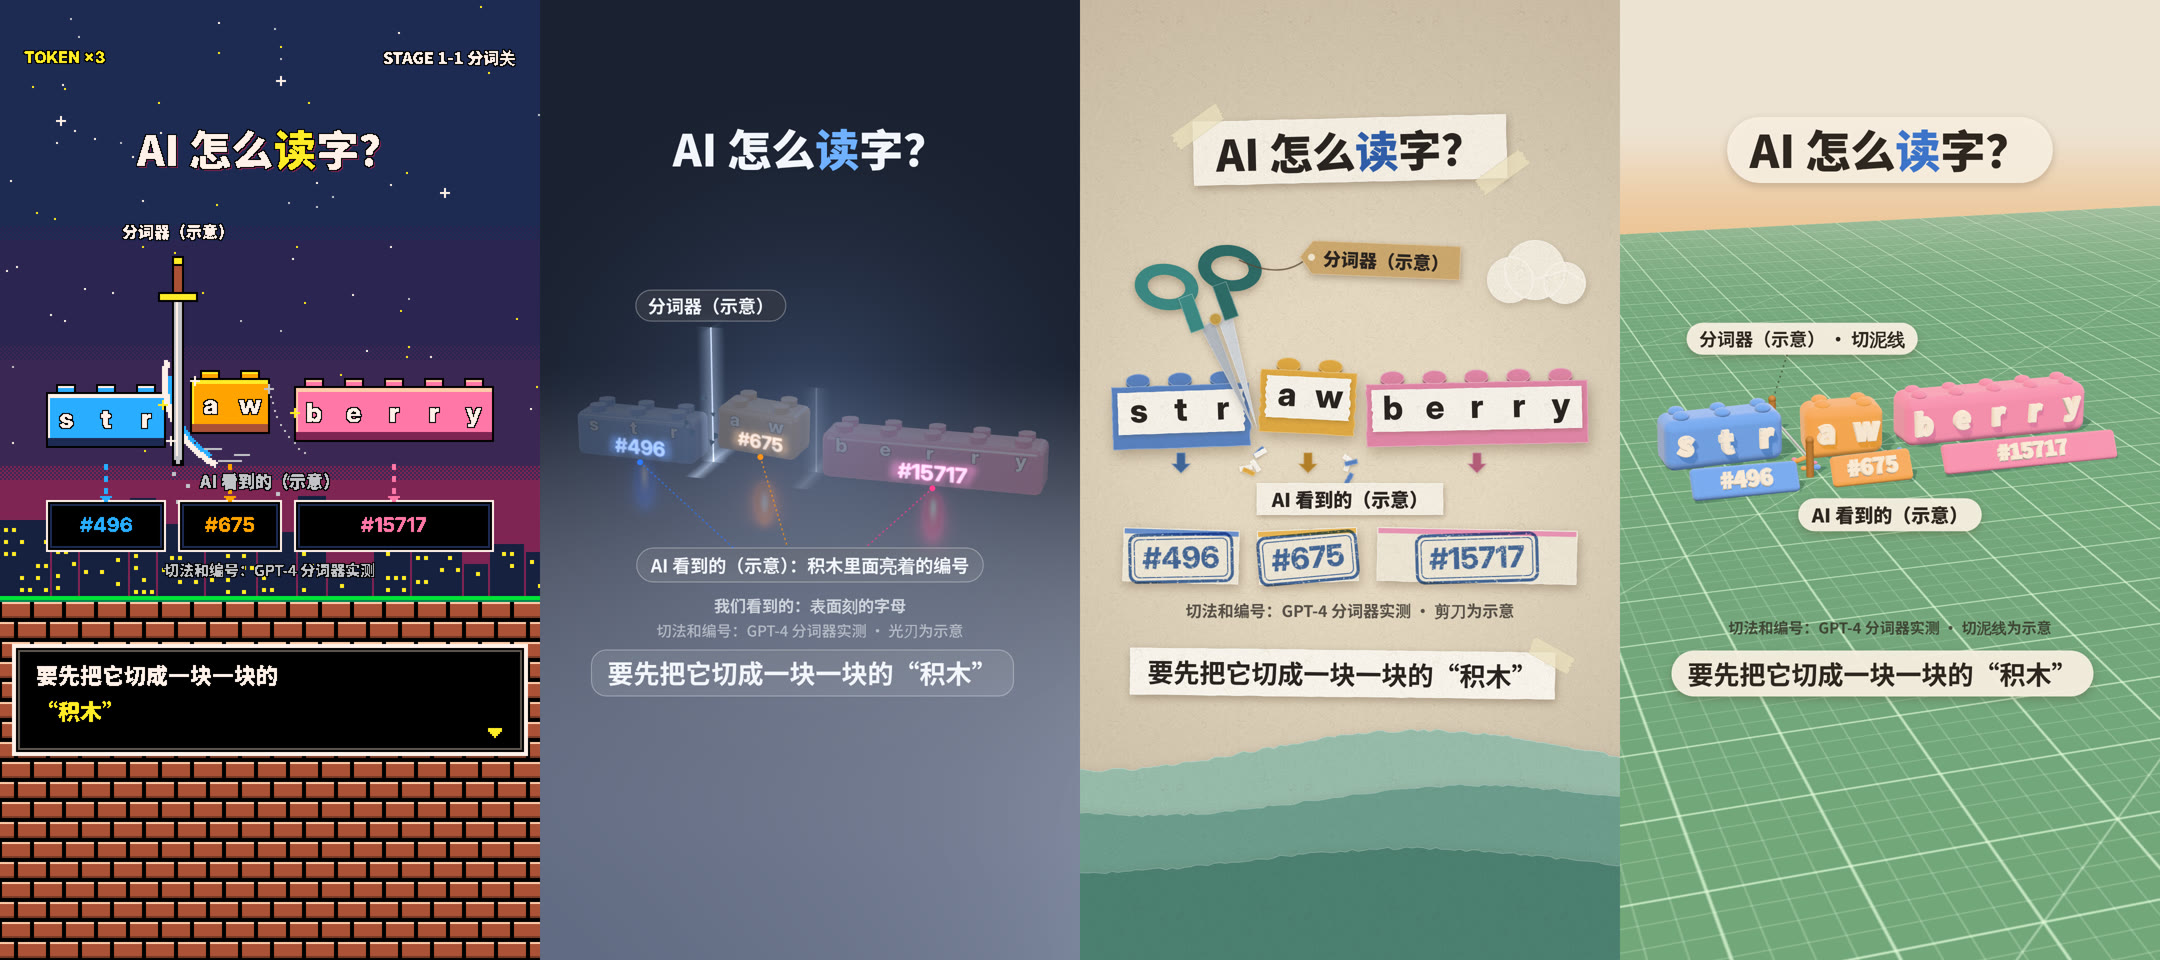 TOKEN ×3
STAGE 1-1 分词关
AI 怎么读字?
分词器（示意）
s t r
a w
b e r r y
AI 看到的（示意）
#496
#675
#15717
切法和编号：GPT-4 分词器实测
要先把它切成一块一块的
“积木”
AI 怎么读字?
分词器（示意）
s t r
a w
b e r r y
#496
#675
#15717
AI 看到的（示意）：积木里面亮着的编号
我们看到的：表面刻的字母
切法和编号：GPT-4 分词器实测 · 光刃为示意
要先把它切成一块一块的“积木”
AI 怎么读字?
分词器（示意）
s t r
a w
b e r r y
AI 看到的（示意）
#496
#675
#15717
切法和编号：GPT-4 分词器实测 · 剪刀为示意
要先把它切成一块一块的“积木”
AI 怎么读字?
分词器（示意） · 切泥线
s t r
a w
b e r r y
#496
#675
#15717
AI 看到的（示意）
切法和编号：GPT-4 分词器实测 · 切泥线为示意
要先把它切成一块一块的“积木”